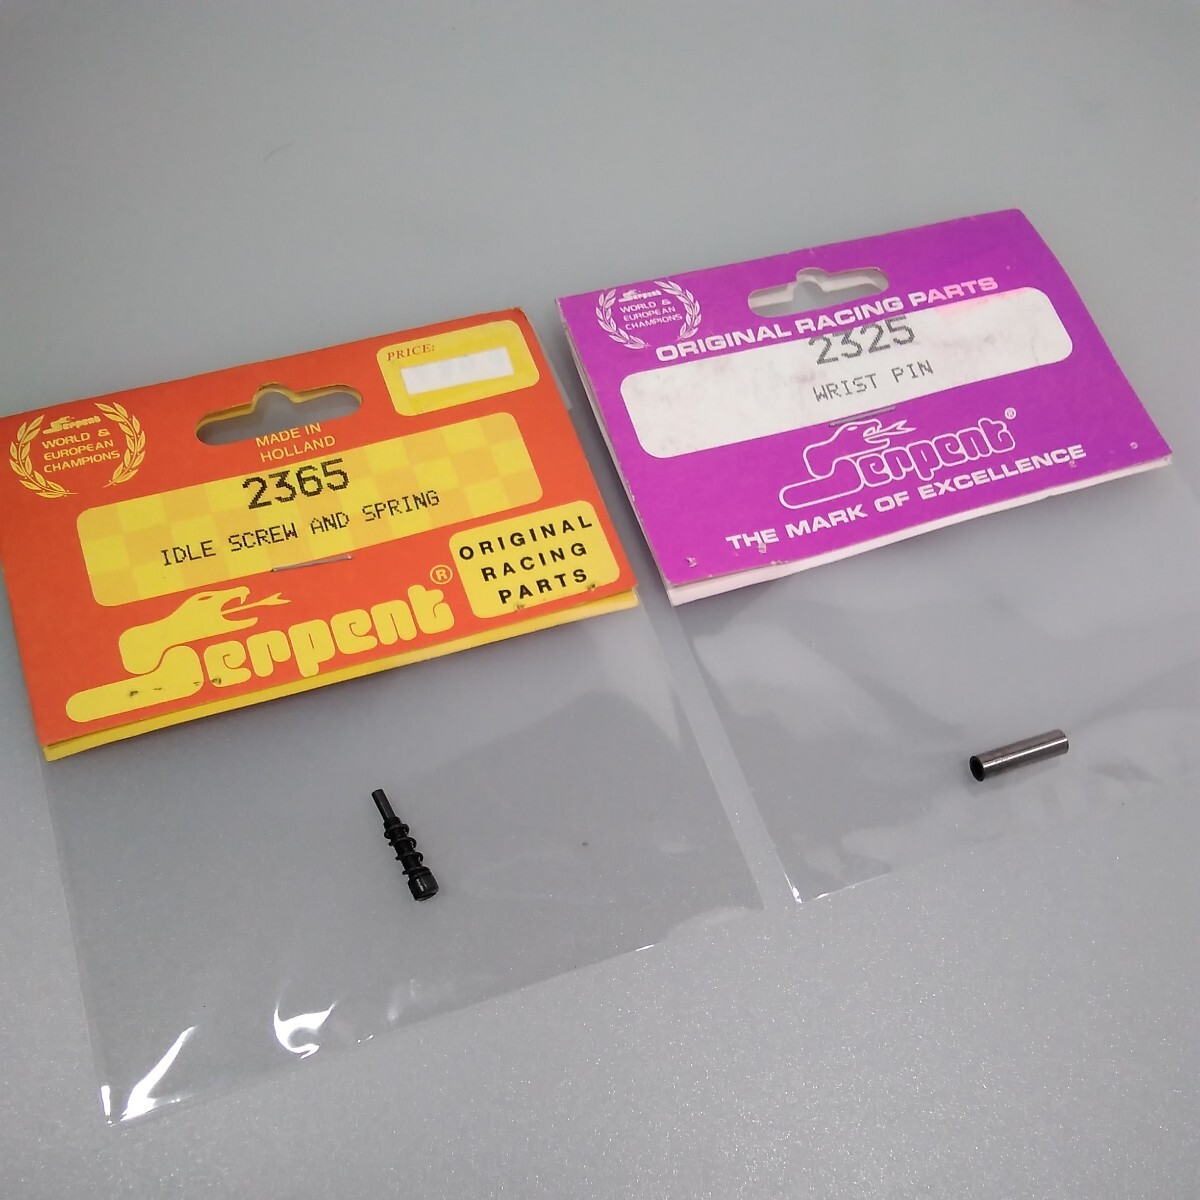 Serpent
WORLD &
EUROPEAN
CHAMPIONS
MADE IN
HOLLAND
PRICE:
2365
IDLE SCREW AND SPRING
ORIGINAL
RACING
PARTS
Serpent®
Serpent
WORLD &
EUROPEAN
CHAMPIONS
ORIGINAL RACING PARTS
2325
WRIST PIN
Serpent®
THE MARK OF EXCELLENCE